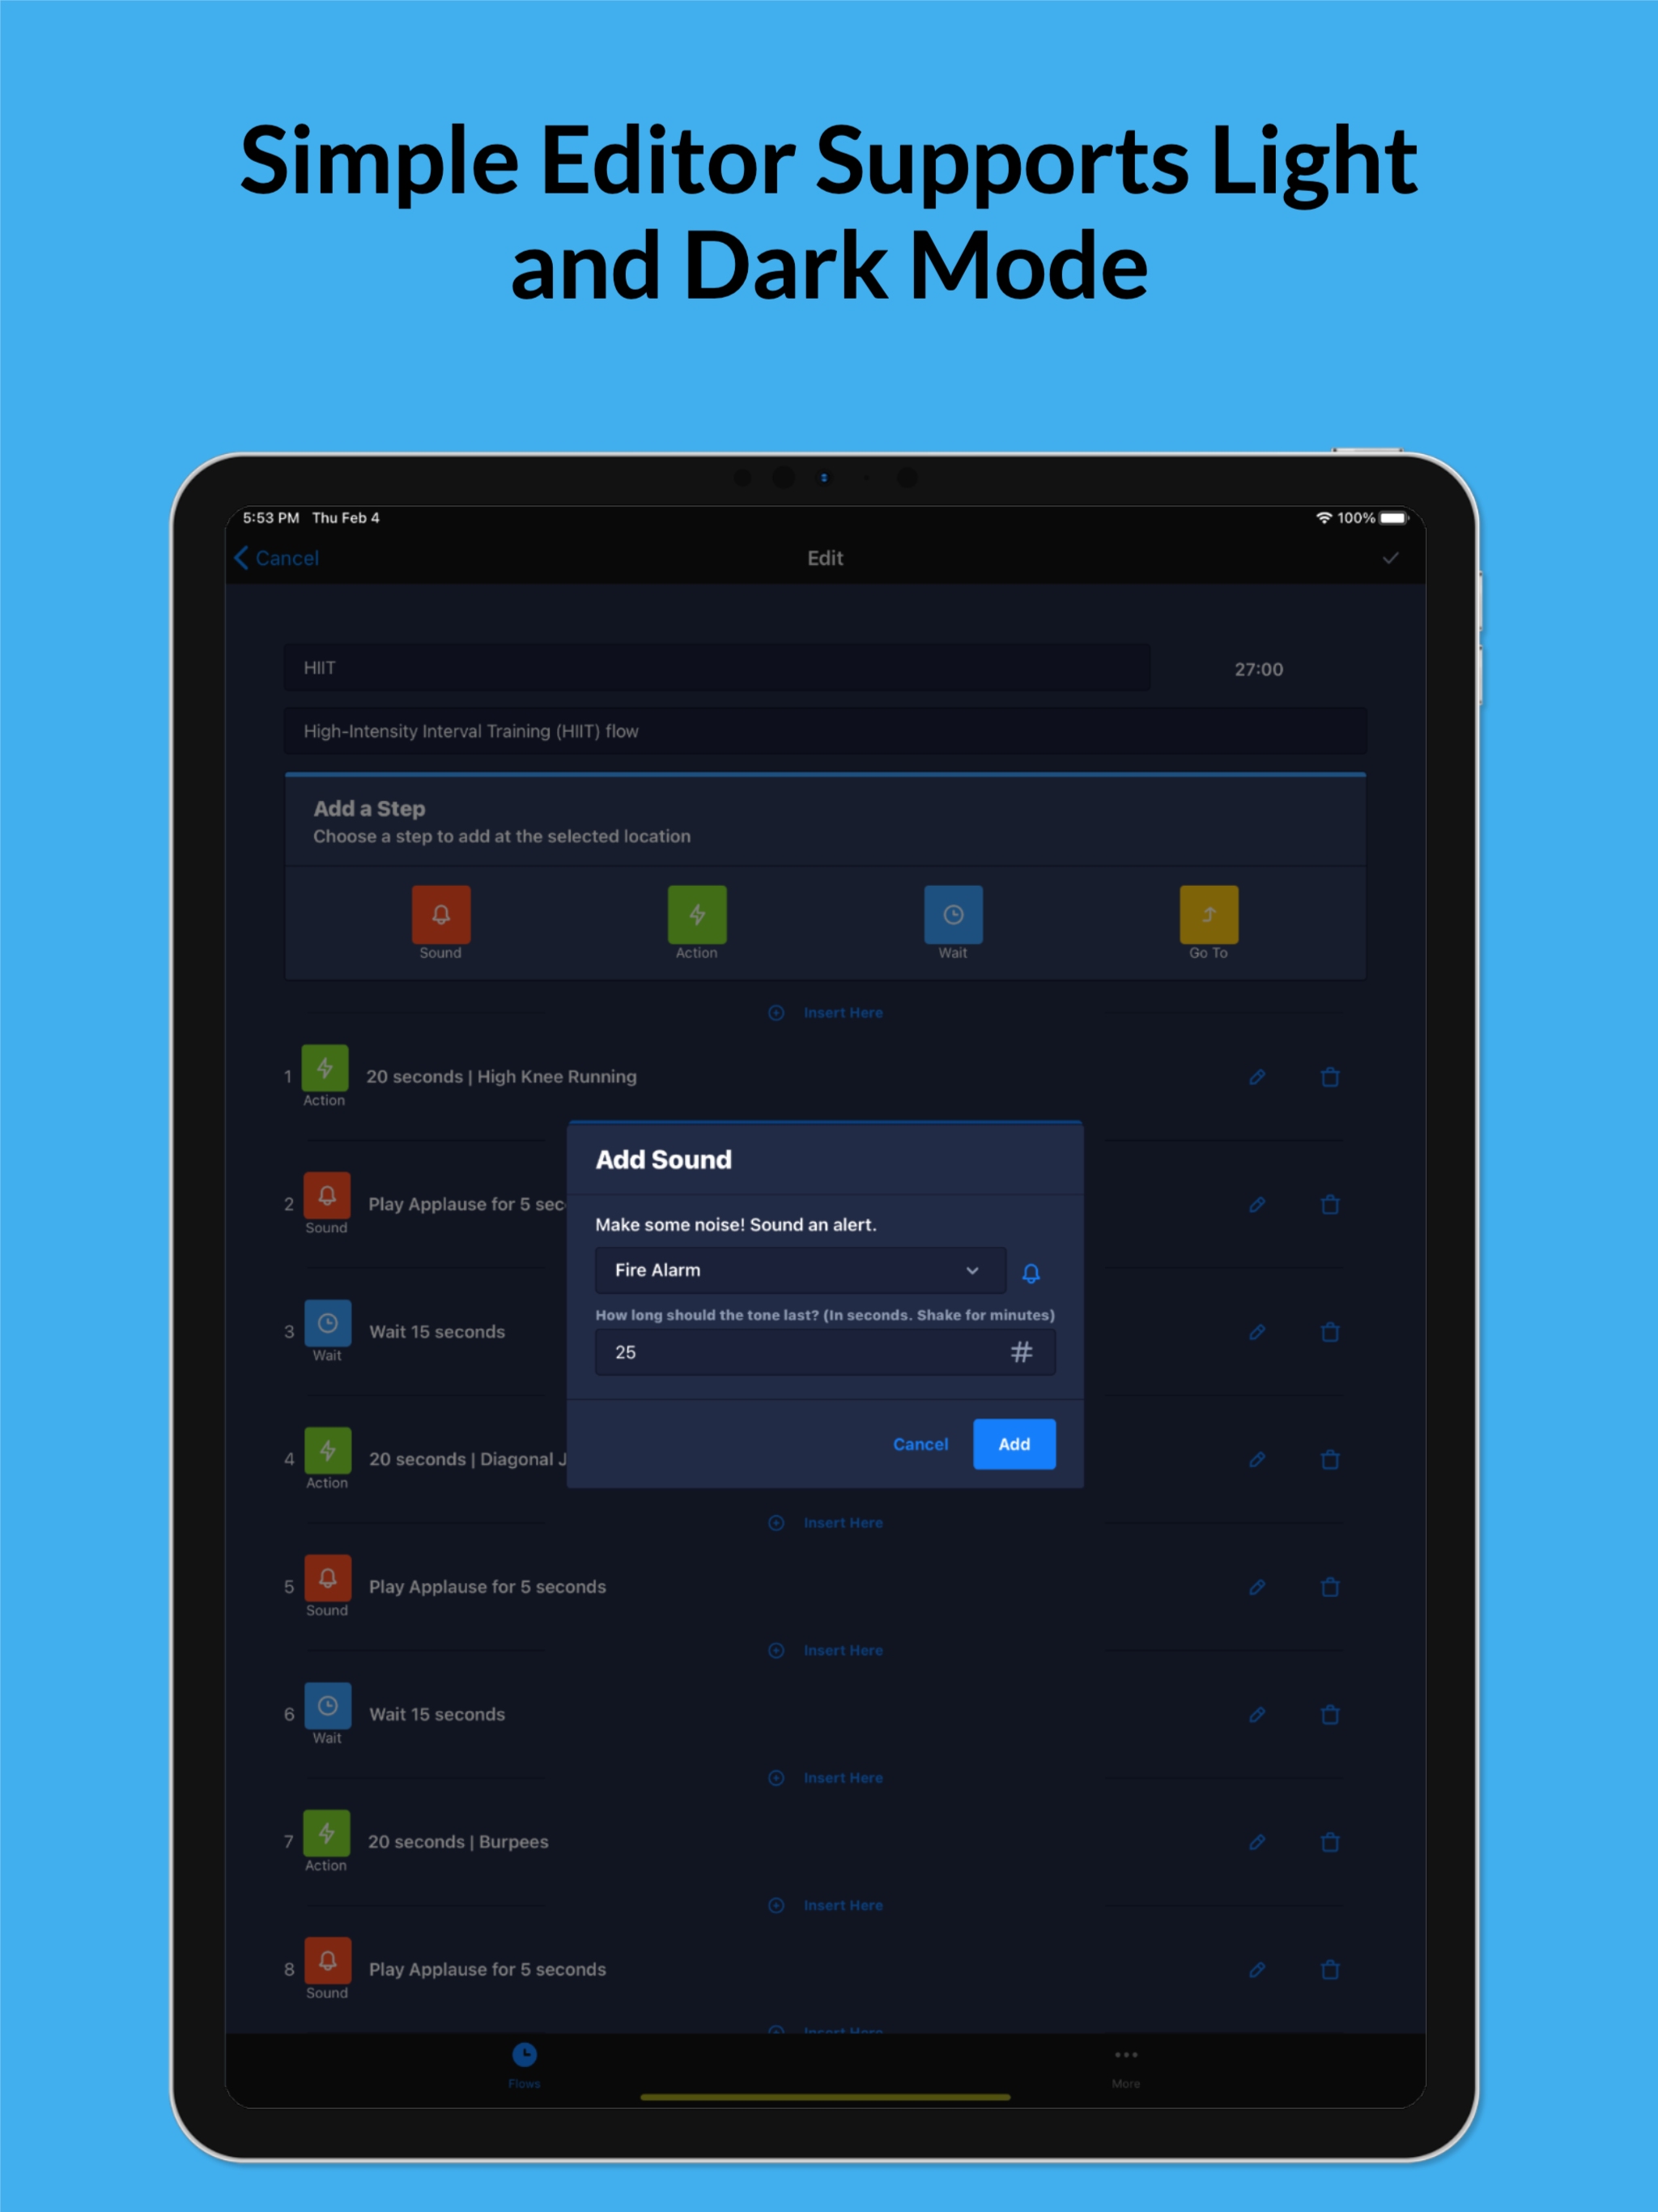 Simple Editor Supports Light
and Dark Mode
5:53 PM Thu Feb 4
100%
Cancel
Edit
HIIT
27:00
High-Intensity Interval Training (HIIT) flow
Add a Step
Choose a step to add at the selected location
Sound
Action
Wait
Go To
Insert Here
1
20 seconds | High Knee Running
Action
2
Play Applause for 5 sec
Sound
3
Wait 15 seconds
Wait
4
20 seconds | Diagonal J
Action
Add Sound
Make some noise! Sound an alert.
Fire Alarm
How long should the tone last? (In seconds. Shake for minutes)
25
#
Cancel
Add
Insert Here
5
Play Applause for 5 seconds
Sound
Insert Here
6
Wait 15 seconds
Wait
Insert Here
7
20 seconds | Burpees
Action
Insert Here
8
Play Applause for 5 seconds
Sound
Insert Here
Flows
More